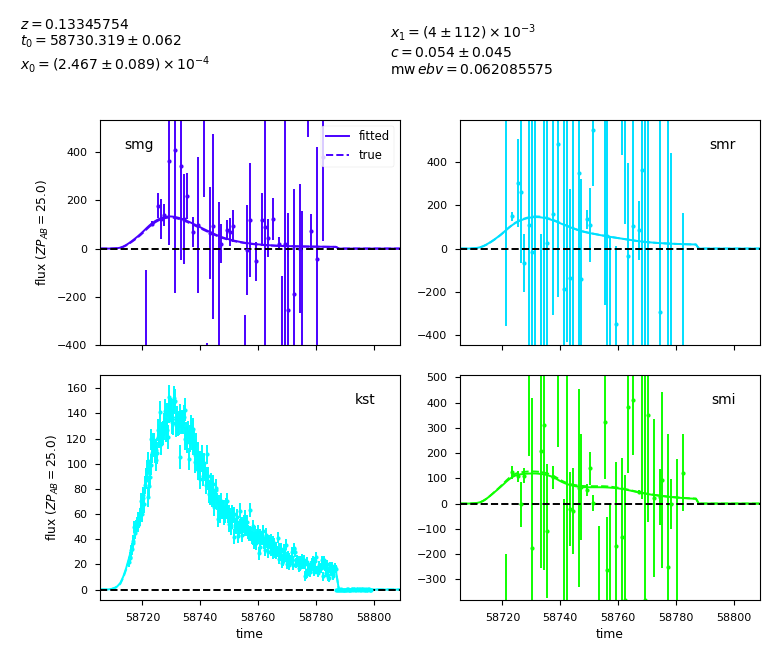 z = 0.13345754
t₀ = 58730.319 ± 0.062
x₀ = (2.467 ± 0.089) × 10⁻⁴
x₁ = (4 ± 112) × 10⁻³
c = 0.054 ± 0.045
mw ebv = 0.062085575
flux (ZP_AB = 25.0)
400
200
0
−200
−400
smg
fitted
true
400
200
0
−200
−400
smr
flux (ZP_AB = 25.0)
160
140
120
100
80
60
40
20
0
kst
58720 58740 58760 58780 58800
time
500
400
300
200
100
0
−100
−200
−300
smi
58720 58740 58760 58780 58800
time